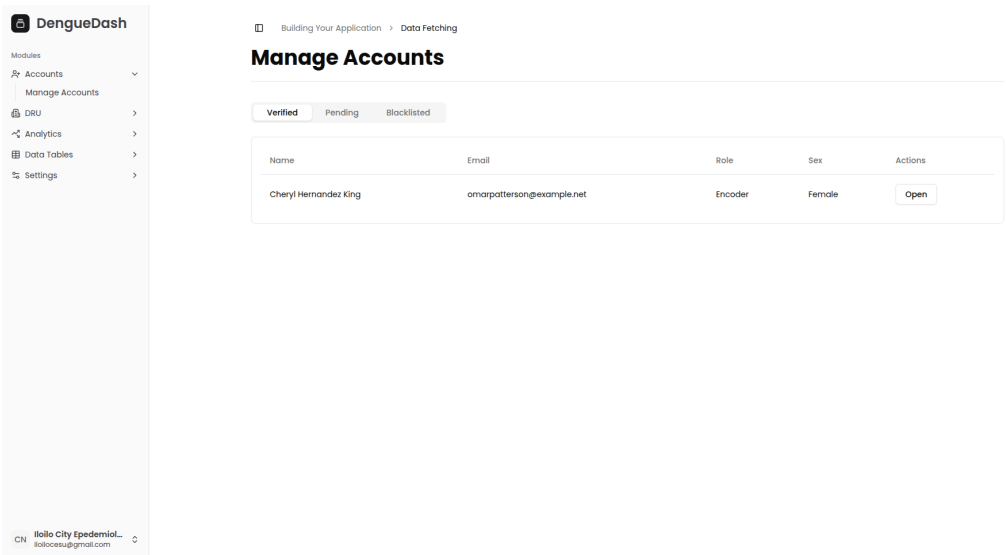 DengueDash
Modules
Accounts
Manage Accounts
DRU
Analytics
Data Tables
Settings
CN
Iloilo City Epedemiol...
iloilocesu@gmail.com
Building Your Application > Data Fetching
Manage Accounts
Verified Pending Blacklisted
Name Email Role Sex Actions
Cheryl Hernandez King omarpatterson@example.net Encoder Female Open